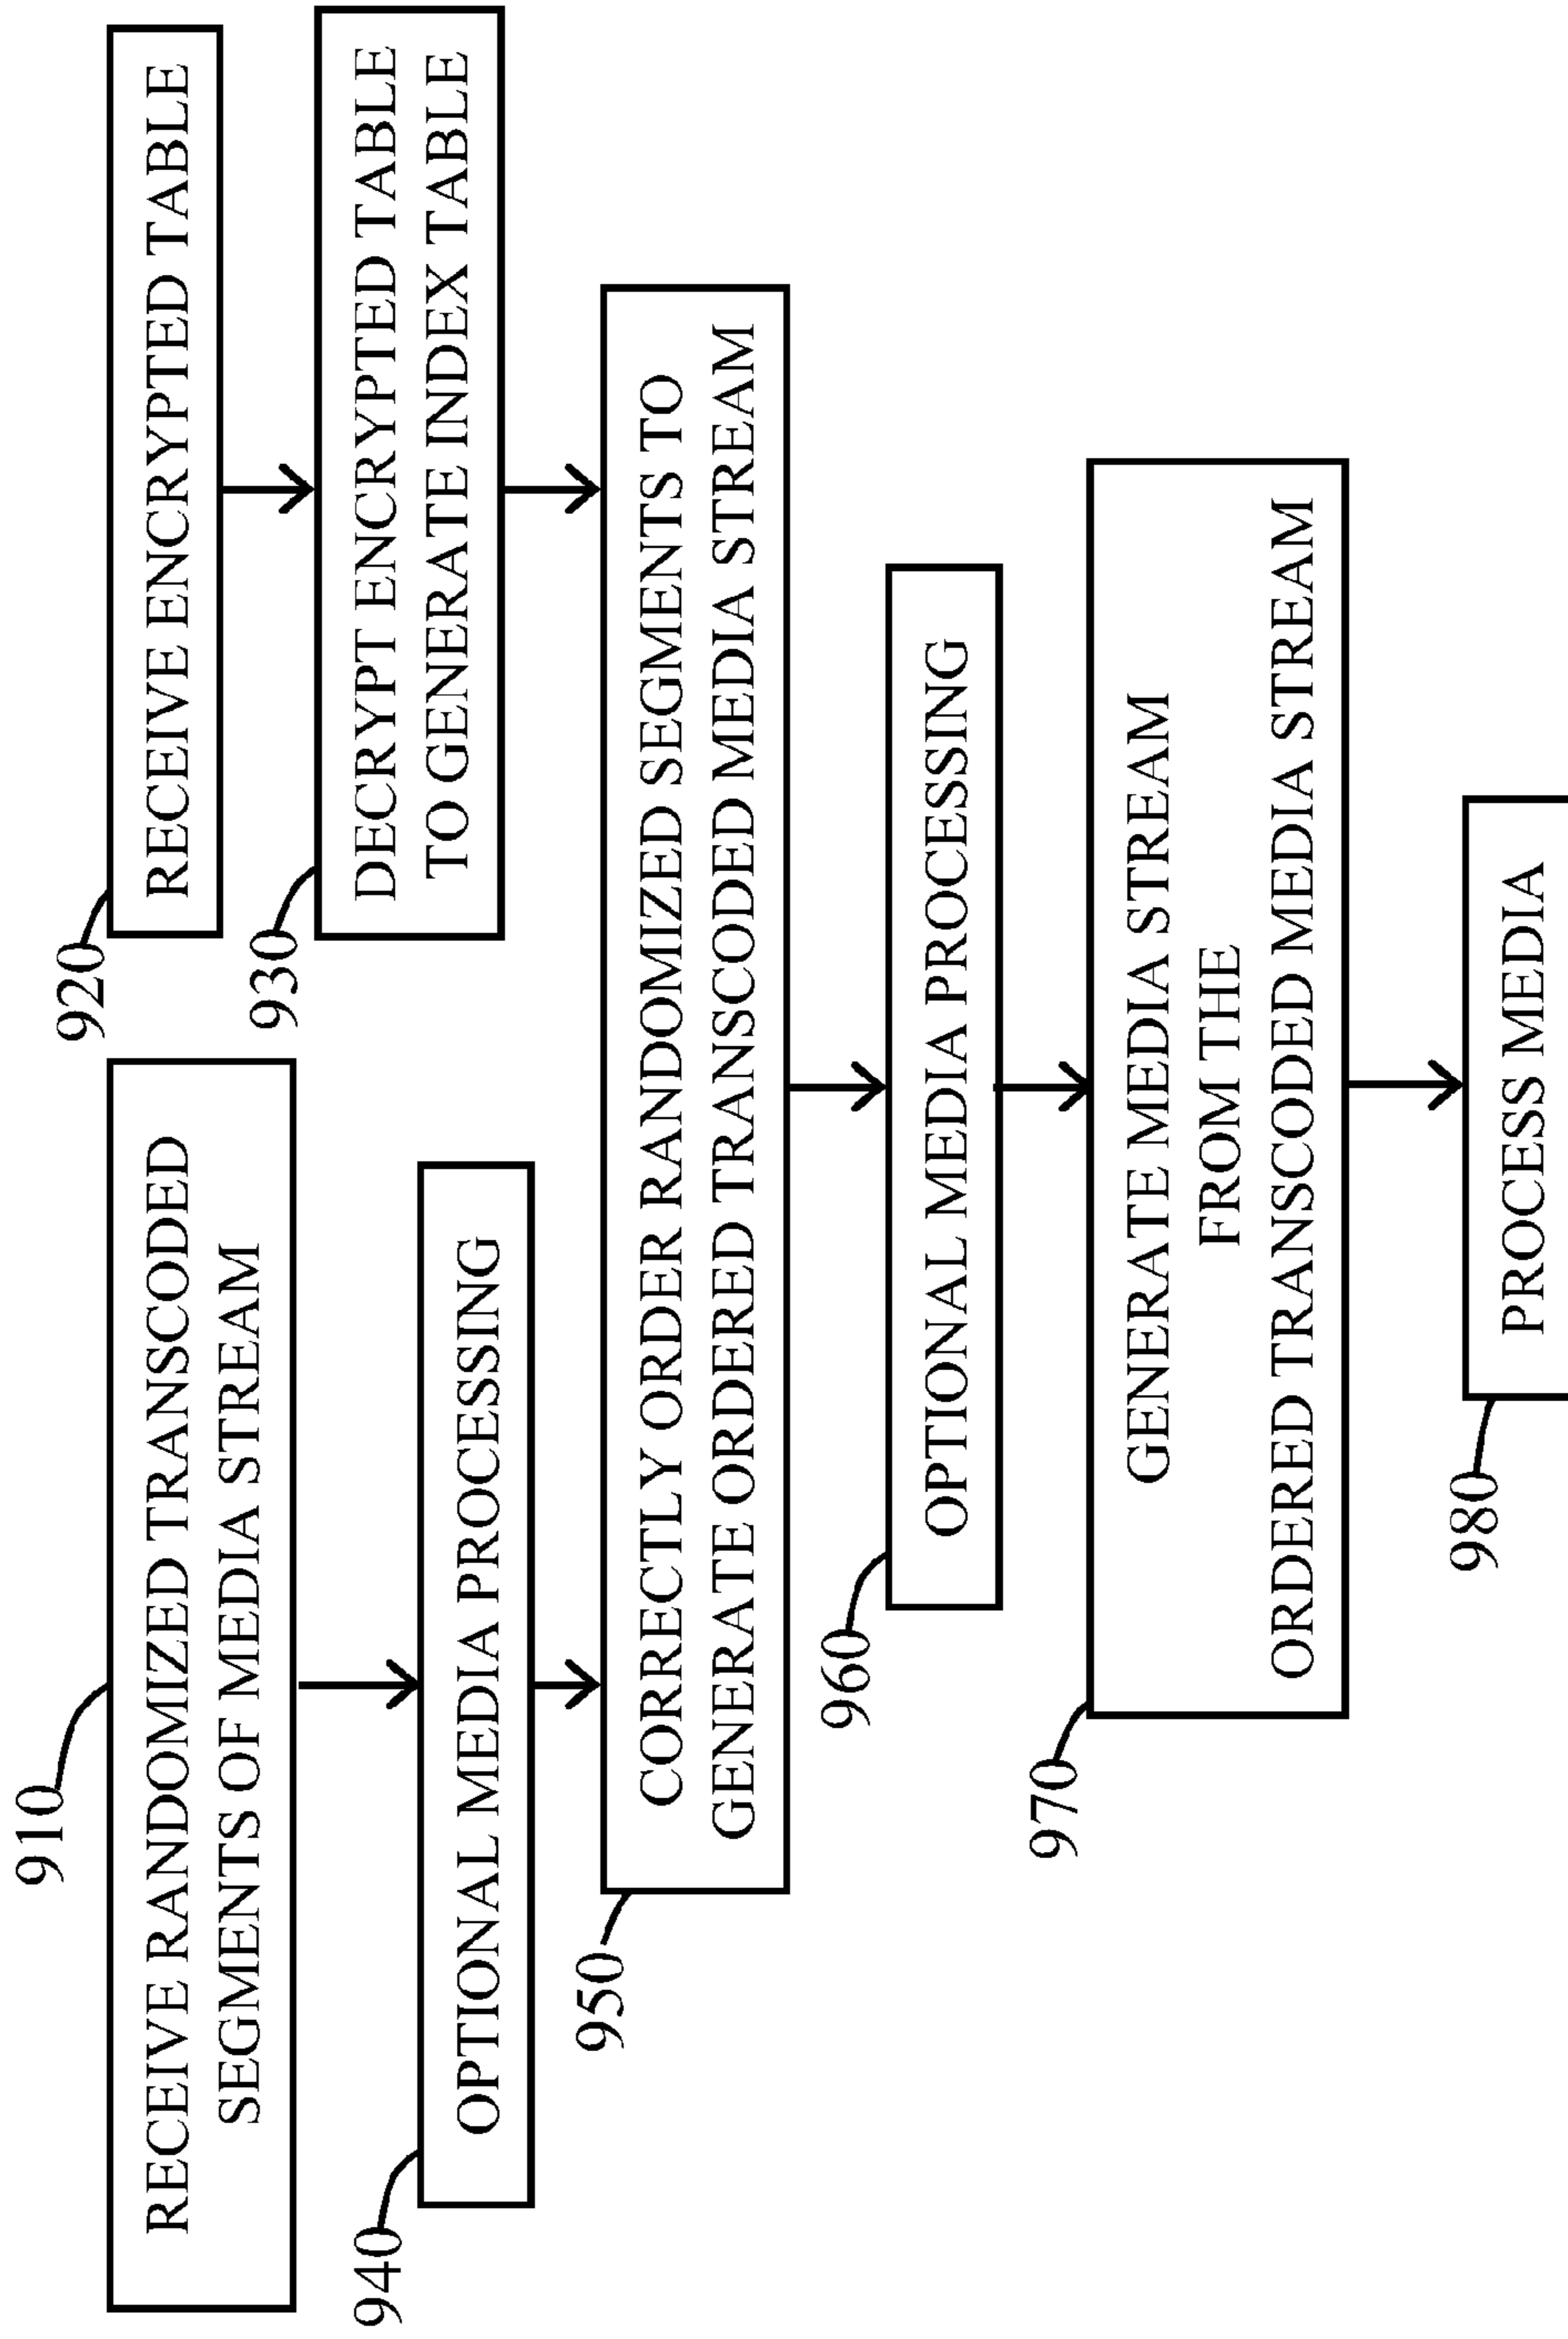 910
RECEIVE RANDOMIZED TRANSCODED
SEGMENTS OF MEDIA STREAM
920
RECEIVE ENCRYPTED TABLE
930
DECRYPT ENCRYPTED TABLE
TO GENERATE INDEX TABLE
940
OPTIONAL MEDIA PROCESSING
950
CORRECTLY ORDER RANDOMIZED SEGMENTS TO
GENERATE ORDERED TRANSCODED MEDIA STREAM
960
OPTIONAL MEDIA PROCESSING
970
GENERATE MEDIA STREAM
FROM THE
ORDERED TRANSCODED MEDIA STREAM
980
PROCESS MEDIA